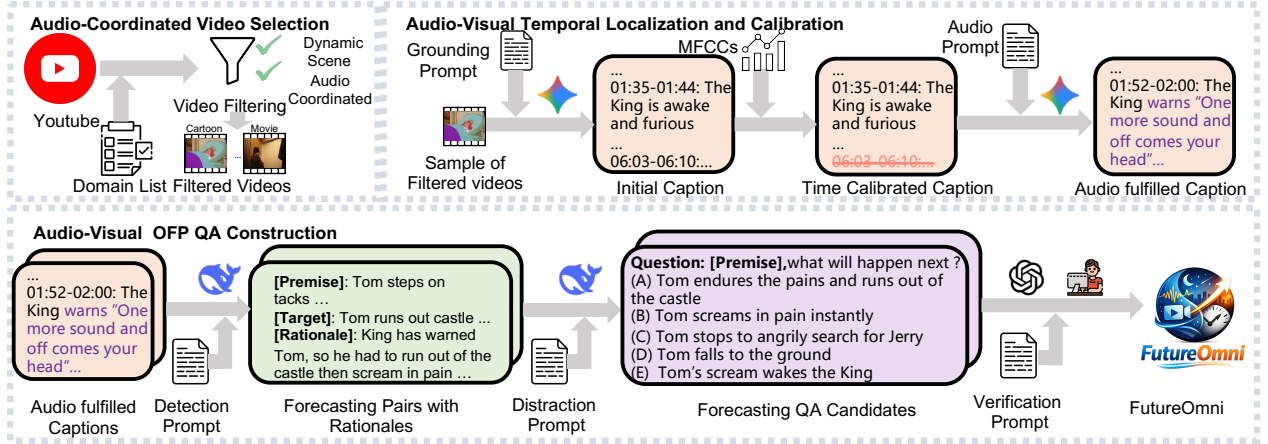 Audio-Coordinated Video Selection
Dynamic
Scene
Audio
Coordinated
Video Filtering
Youtube
Cartoon
Movie
...
Domain List
Filtered Videos
Audio-Visual Temporal Localization and Calibration
Grounding
Prompt
MFCCs
Audio
Prompt
Sample of
Filtered videos
...
01:35-01:44: The
King is awake
and furious
...
06:03-06:10:...
Initial Caption
...
01:35-01:44: The
King is awake
and furious
...
06:03-06:10:...
Time Calibrated Caption
...
01:52-02:00: The
King warns “One
more sound and
off comes your
head”...
Audio fulfilled Caption
Audio-Visual OFP QA Construction
...
01:52-02:00: The
King warns “One
more sound and
off comes your
head”...
Audio fulfilled
Captions
Detection
Prompt
[Premise]: Tom steps on
tacks ...
[Target]: Tom runs out castle ...
[Rationale]: King has warned
Tom, so he had to run out of the
castle then scream in pain ...
Forecasting Pairs with
Rationales
Distraction
Prompt
Question: [Premise],what will happen next ?
(A) Tom endures the pains and runs out of
the castle
(B) Tom screams in pain instantly
(C) Tom stops to angrily search for Jerry
(D) Tom falls to the ground
(E) Tom’s scream wakes the King
Forecasting QA Candidates
Verification
Prompt
FutureOmni
FutureOmni